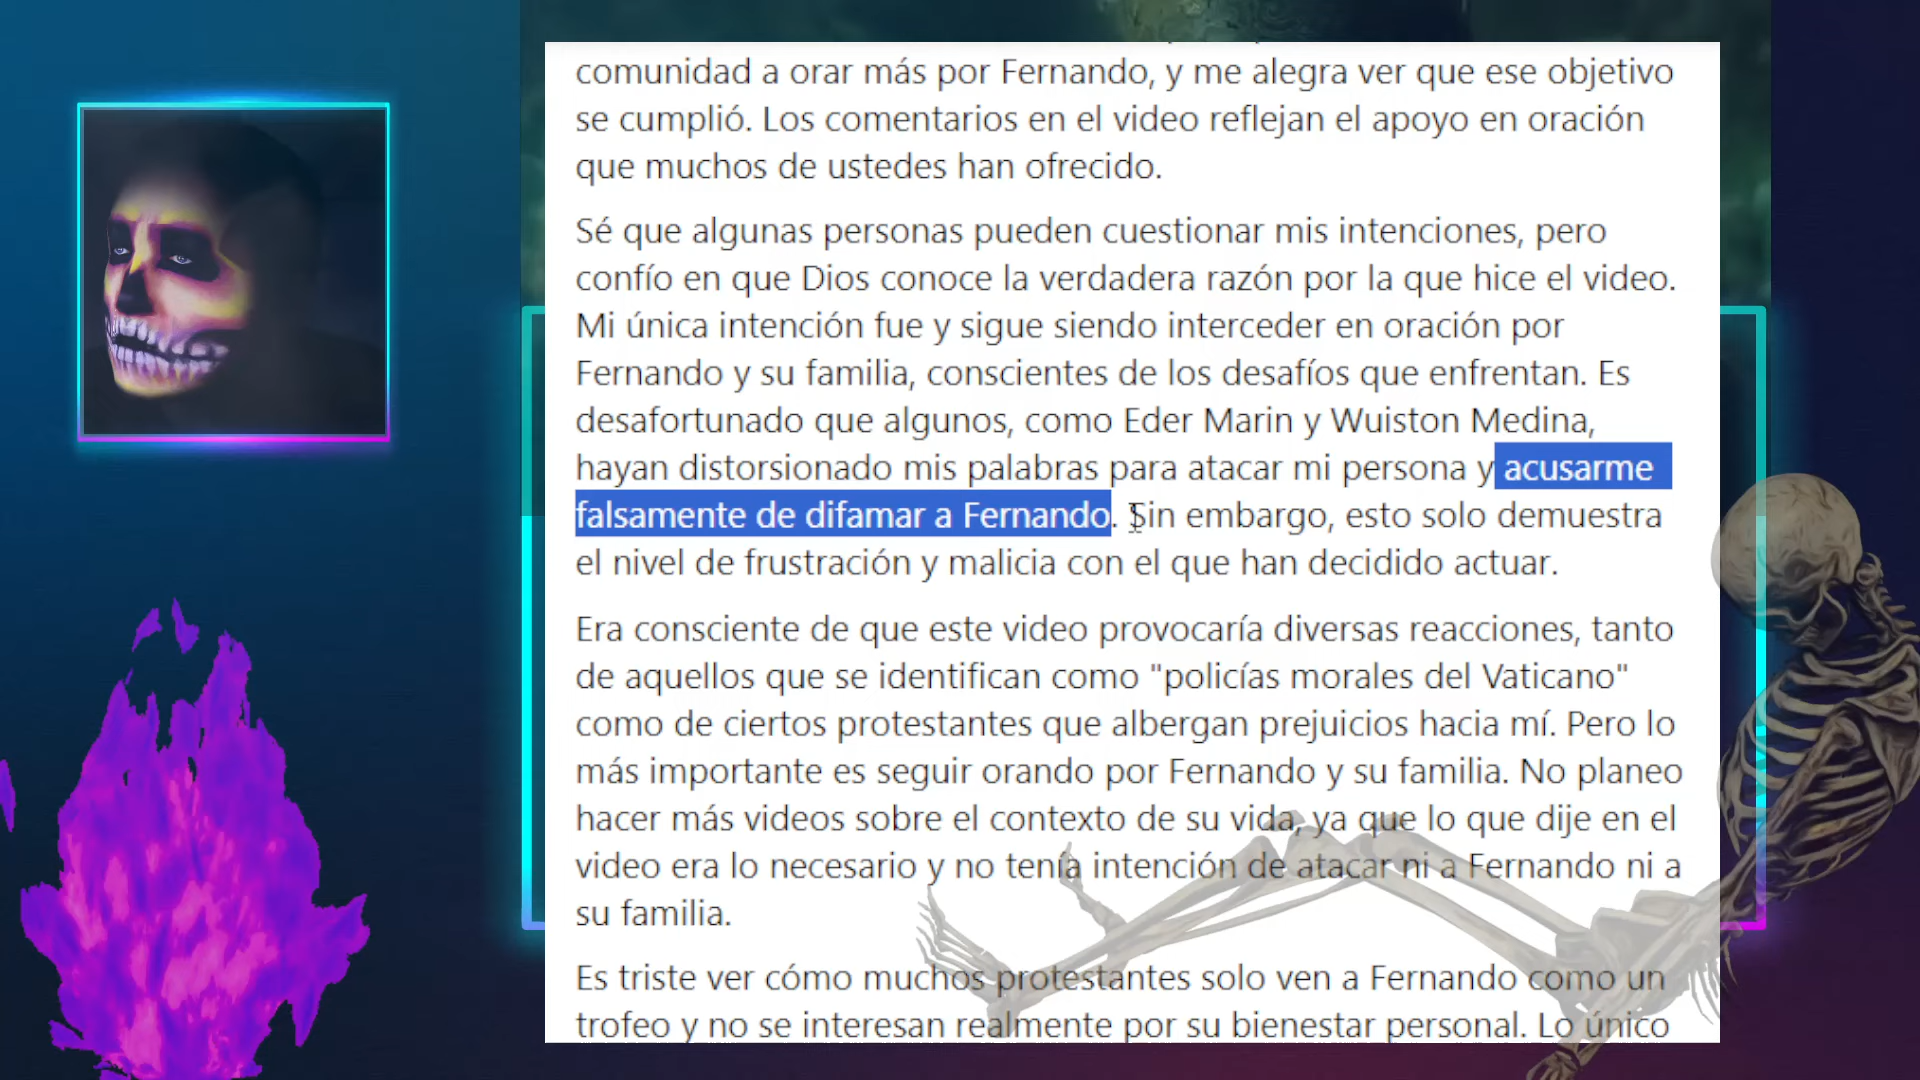 comunidad a orar más por Fernando, y me alegra ver que ese objetivo
se cumplió. Los comentarios en el video reflejan el apoyo en oración
que muchos de ustedes han ofrecido.
Sé que algunas personas pueden cuestionar mis intenciones, pero
confío en que Dios conoce la verdadera razón por la que hice el video.
Mi única intención fue y sigue siendo interceder en oración por
Fernando y su familia, conscientes de los desafíos que enfrentan. Es
desafortunado que algunos, como Eder Marin y Wuiston Medina,
hayan distorsionado mis palabras para atacar mi persona y acusarme
falsamente de difamar a Fernando. Sin embargo, esto solo demuestra
el nivel de frustración y malicia con el que han decidido actuar.
Era consciente de que este video provocaría diversas reacciones, tanto
de aquellos que se identifican como "policías morales del Vaticano"
como de ciertos protestantes que albergan prejuicios hacia mí. Pero lo
más importante es seguir orando por Fernando y su familia. No planeo
hacer más videos sobre el contexto de su vida, ya que lo que dije en el
video era lo necesario y no tenía intención de atacar ni a Fernando ni a
su familia.
Es triste ver cómo muchos protestantes solo ven a Fernando como un
trofeo y no se interesan realmente por su bienestar personal. Lo único